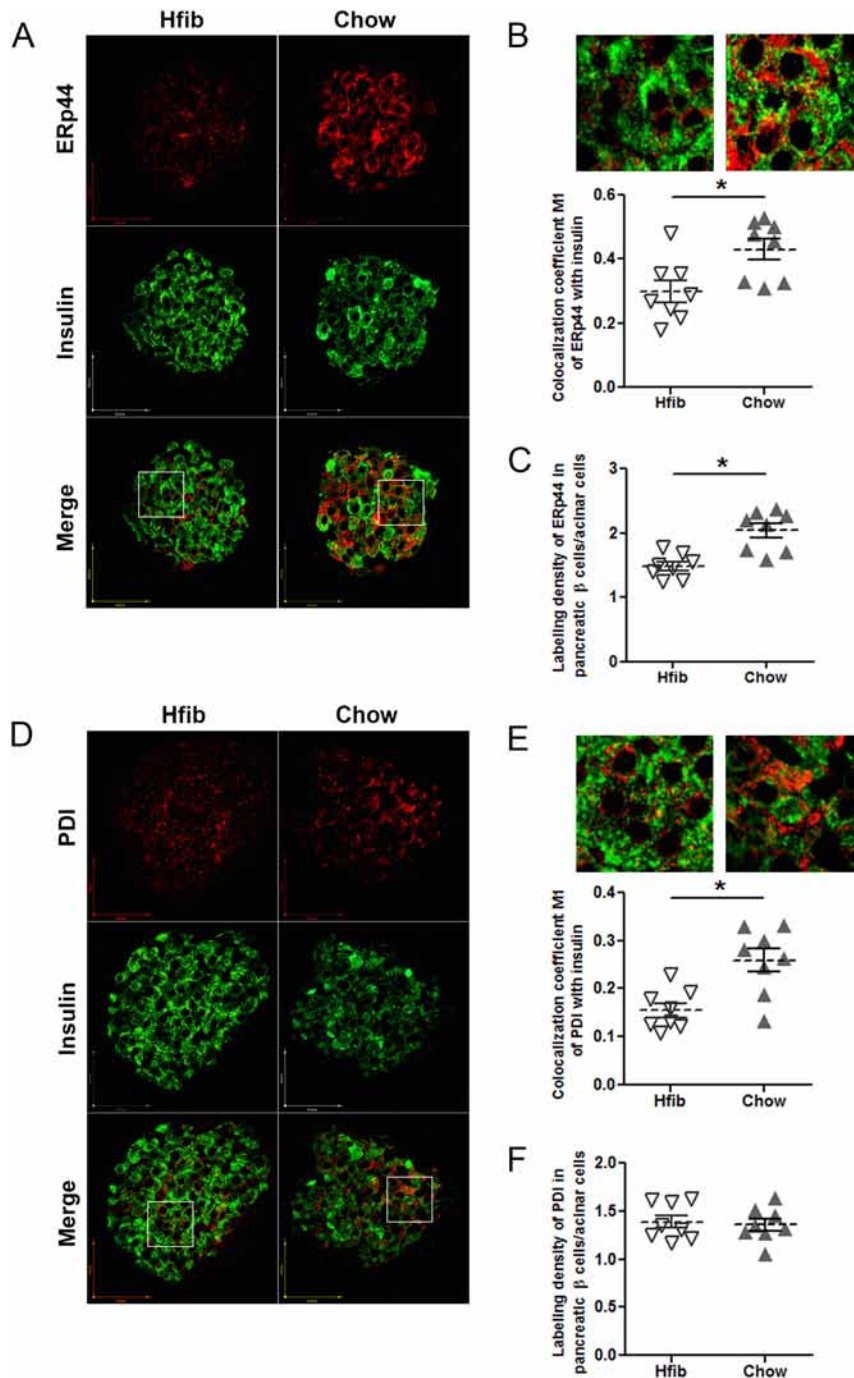 A
Hfib Chow
ERp44
Insulin
Merge
B
*
Colocalization coefficient M1
of ERp44 with insulin
0.6
0.4
0.2
0.0
Hfib Chow
C
*
Labeling density of ERp44 in
pancreatic β cells/acinar cells
3
2
1
0
Hfib Chow
D
Hfib Chow
PDI
Insulin
Merge
E
*
Colocalization coefficient M1
of PDI with insulin
0.4
0.3
0.2
0.1
0.0
Hfib Chow
F
Labeling density of PDI in
pancreatic β cells/acinar cells
2.0
1.5
1.0
0.5
0.0
Hfib Chow